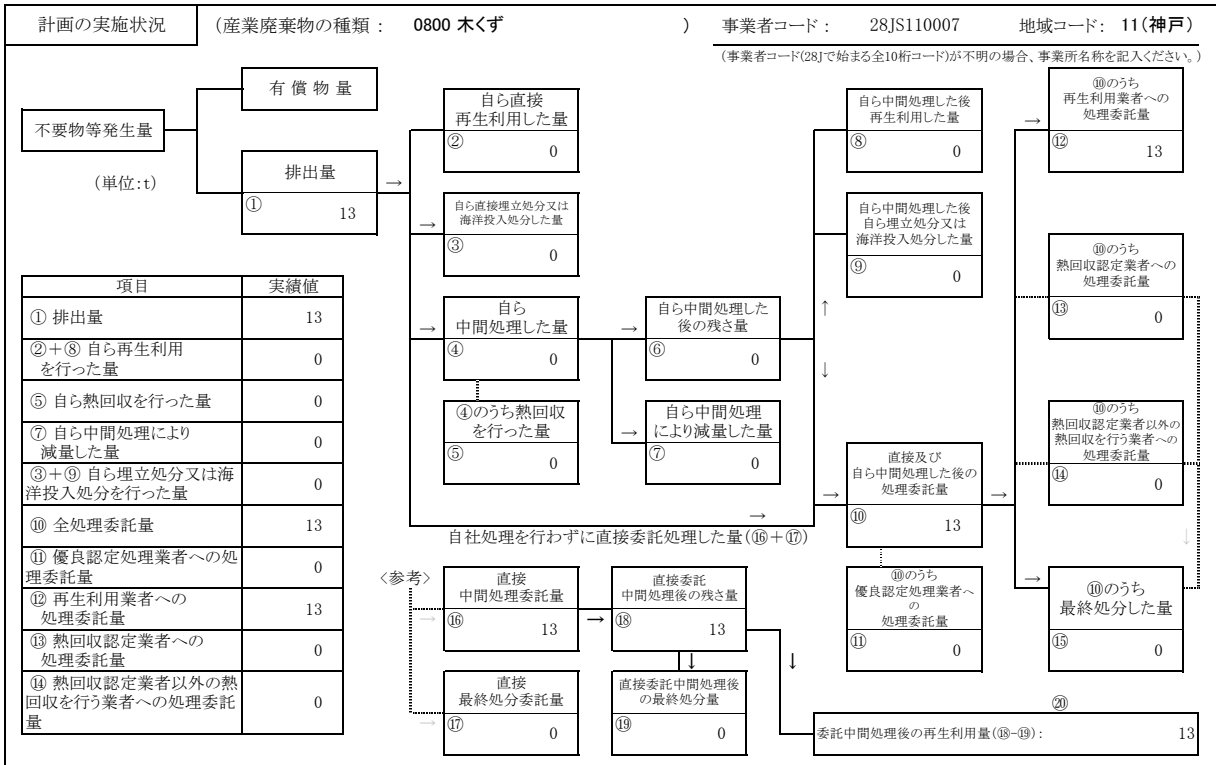 計画の実施状況 (産業廃棄物の種類： 0800 木くず ) 事業者コード： 28JS110007 地域コード： 11(神戸)
(事業者コード(28Jで始まる全10桁コード)が不明の場合、事業所名称を記入ください。)
不要物等発生量
(単位:t)
有償物量
排出量
① 13
→
自ら直接
再生利用した量
② 0
→
自ら直接埋立処分又は
海洋投入処分した量
③ 0
→
自ら
中間処理した量
④ 0
④のうち熱回収
を行った量
⑤ 0
→
自ら中間処理した
後の残さ量
⑥ 0
→
自ら中間処理
により減量した量
⑦ 0
自ら中間処理した後
再生利用した量
⑧ 0
自ら中間処理した後
自ら埋立処分又は
海洋投入処分した量
⑨ 0
↑
↓
→
自社処理を行わずに直接委託処理した量(⑯+⑰)
→
直接及び
自ら中間処理した後の
処理委託量
⑩ 13
→
⑩のうち
優良認定処理業者へ
の
処理委託量
⑪ 0
→
⑩のうち
再生利用業者への
処理委託量
⑫ 13
⑩のうち
熱回収認定業者への
処理委託量
⑬ 0
⑩のうち
熱回収認定業者以外の
熱回収を行う業者への
処理委託量
⑭ 0
↓
→
⑩のうち
最終処分した量
⑮ 0
項目 実績値
① 排出量 13
②+⑧ 自ら再生利用
を行った量 0
⑤ 自ら熱回収を行った量 0
⑦ 自ら中間処理により
減量した量 0
③+⑨ 自ら埋立処分又は海
洋投入処分を行った量 0
⑩ 全処理委託量 13
⑪ 優良認定処理業者への処
理委託量 0
⑫ 再生利用業者への
処理委託量 13
⑬ 熱回収認定業者への
処理委託量 0
⑭ 熱回収認定業者以外の熱
回収を行う業者への処理委託
量 0
〈参考〉
→
直接
中間処理委託量
⑯ 13
→
直接委託
中間処理後の残さ量
⑱ 13
→
直接
最終処分委託量
⑰ 0
↓
直接委託中間処理後
の最終処分量
⑲ 0
↓
⑳
委託中間処理後の再生利用量(⑱-⑲)： 13